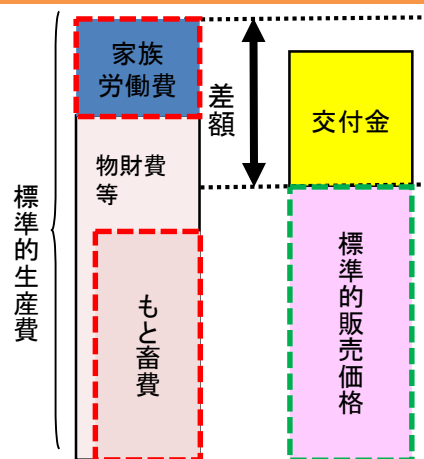 標準的生産費
家族
労働費
物財費
等
もと畜費
差額
交付金
標準的販売価格